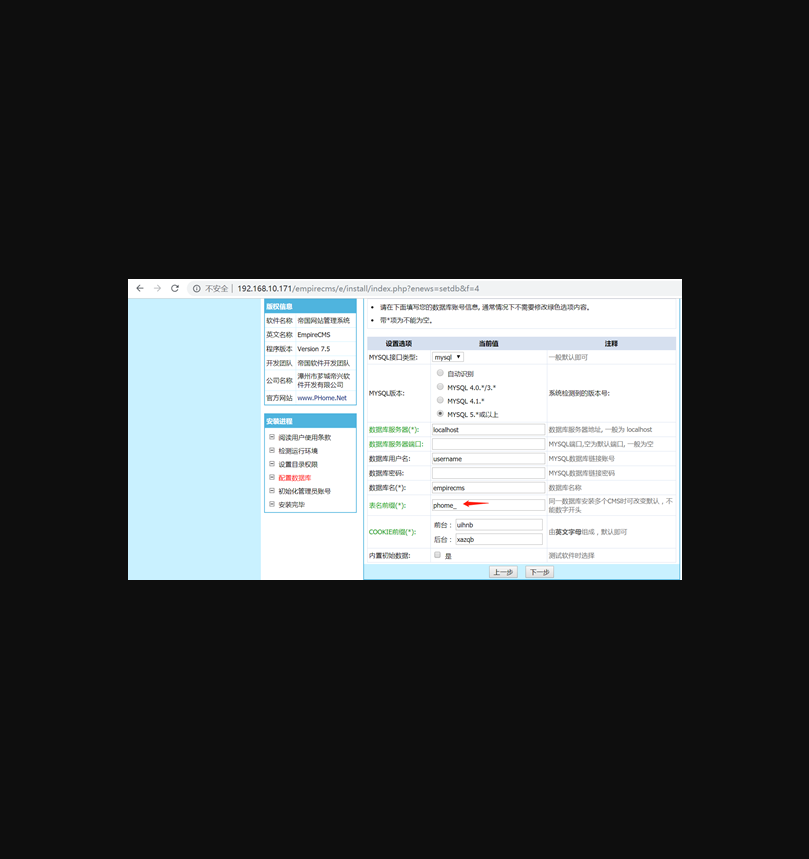 不安全 | 192.168.10.171/empirecms/e/install/index.php?enews=setdb&f=4
版权信息
软件名称 帝国网站管理系统
英文名称 EmpireCMS
程序版本 Version 7.5
开发团队 帝国软件开发团队
公司名称 漳州市芗城帝兴软
件开发有限公司
官方网站 www.PHome.Net
安装进程
阅读用户使用条款
检测运行环境
设置目录权限
配置数据库
初始化管理员账号
安装完毕
请在下面填写您的数据库账号信息, 通常情况下不需要修改绿色选项内容。
带*项为不能为空。
设置选项 当前值 注释
MYSQL接口类型: mysql 一般默认即可
自动识别
MYSQL 4.0.*/3.*
MYSQL版本: 系统检测到的版本号:
MYSQL 4.1.*
MYSQL 5.*或以上
数据库服务器(*): localhost 数据库服务器地址, 一般为 localhost
数据库服务器端口: MYSQL端口,空为默认端口, 一般为空
数据库用户名: username MYSQL数据库链接账号
数据库密码: MYSQL数据库链接密码
数据库名(*): empirecms 数据库名称
表名前缀(*): phome_ 同一数据库安装多个CMS时可改变默认，不
能数字开头
COOKIE前缀(*): 前台： uihnb 由英文字母组成，默认即可
后台： xazqb
内置初始数据: 是 测试软件时选择
上一步 下一步